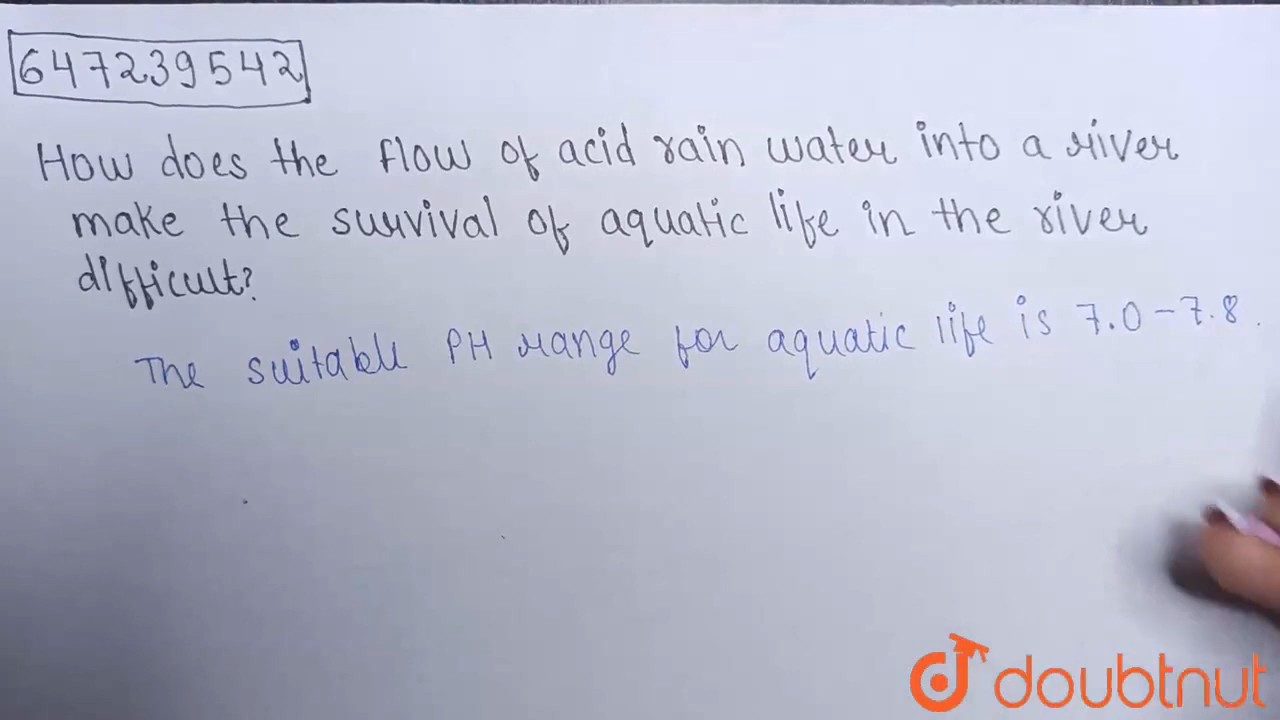 647239542
How does the flow of acid rain water into a river
make the survival of aquatic life in the river
difficult?
The suitable PH range for aquatic life is 7.0-7.8.
doubtnut